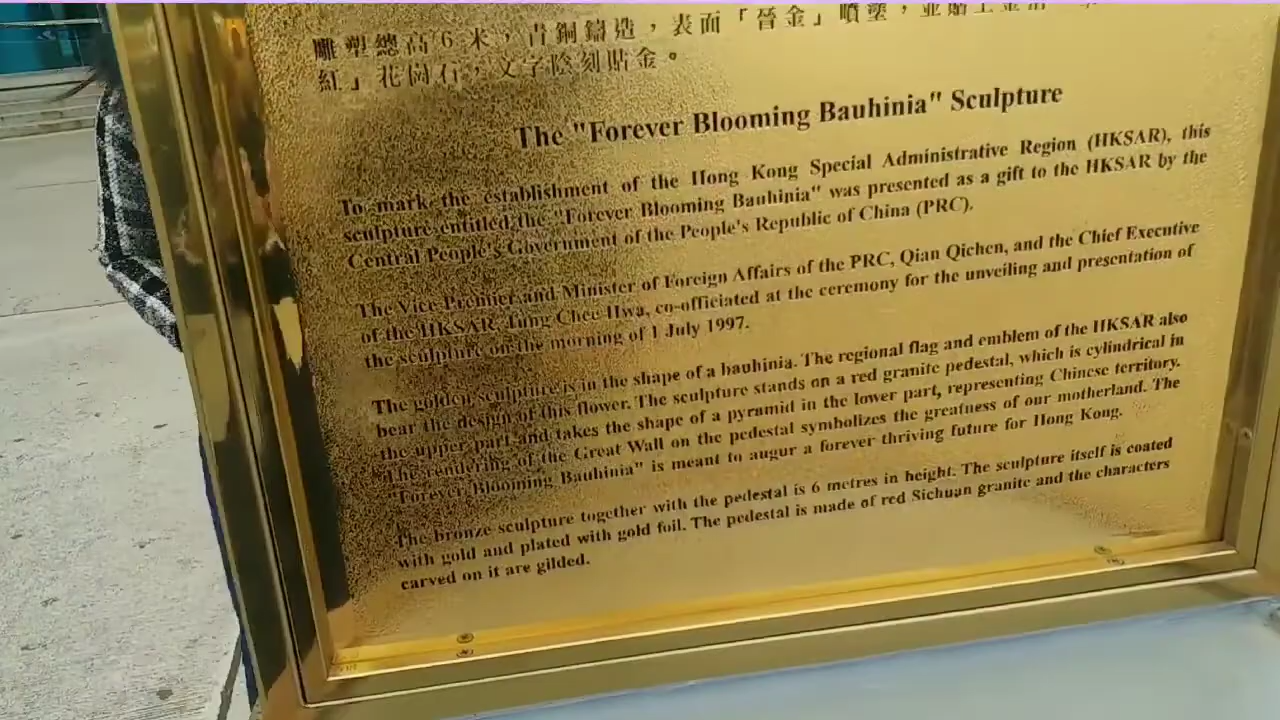 雕塑總高6米，青銅鑄造，表面「晉金」噴塗，並貼上金箔
紅」花崗石，文字陰刻貼金。
The "Forever Blooming Bauhinia" Sculpture
To mark the establishment of the Hong Kong Special Administrative Region (HKSAR), this
sculpture entitled the "Forever Blooming Bauhinia" was presented as a gift to the HKSAR by the
Central People's Government of the People's Republic of China (PRC).
The Vice Premier and Minister of Foreign Affairs of the PRC, Qian Qichen, and the Chief Executive
of the HKSAR, Tung Chee Hwa, co-officiated at the ceremony for the unveiling and presentation of
the sculpture on the morning of 1 July 1997.
The golden sculpture is in the shape of a bauhinia. The regional flag and emblem of the HKSAR also
bear the design of this flower. The sculpture stands on a red granite pedestal, which is cylindrical in
the upper part and takes the shape of a pyramid in the lower part, representing Chinese territory.
The rendering of the Great Wall on the pedestal symbolizes the greatness of our motherland. The
"Forever Blooming Bauhinia" is meant to augur a forever thriving future for Hong Kong.
The bronze sculpture together with the pedestal is 6 metres in height. The sculpture itself is coated
with gold and plated with gold foil. The pedestal is made of red Sichuan granite and the characters
carved on it are gilded.